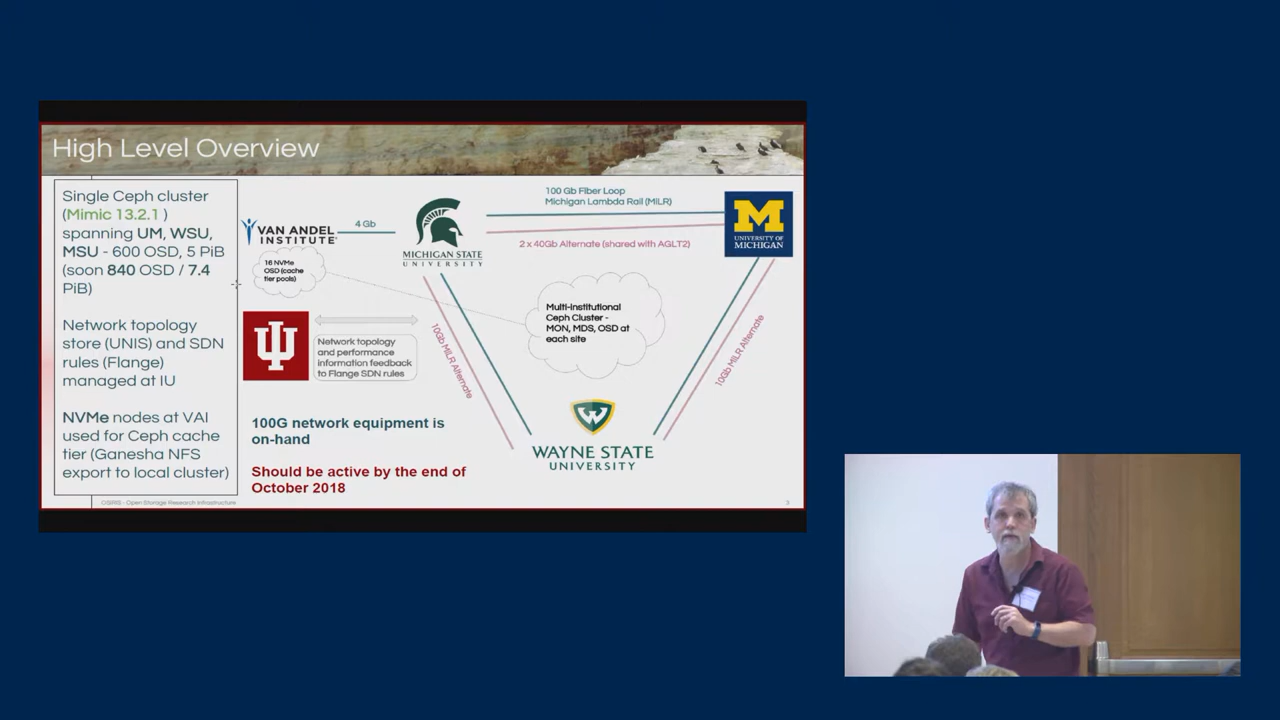 High Level Overview
Single Ceph cluster
(Mimic 13.2.1 )
spanning UM, WSU,
MSU - 600 OSD, 5 PiB
(soon 840 OSD / 7.4
PiB)
Network topology
store (UNIS) and SDN
rules (Flange)
managed at IU
NVMe nodes at VAI
used for Ceph cache
tier (Ganesha NFS
export to local cluster)
VAN ANDEL
INSTITUTE
4 Gb
16 NVMe
OSD (cache
tier pools)
MICHIGAN STATE
UNIVERSITY
100 Gb Fiber Loop
Michigan Lambda Rail (MiLR)
2 x 40Gb Alternate (shared with AGLT2)
M
UNIVERSITY OF
MICHIGAN
Multi-institutional
Ceph Cluster -
MON, MDS, OSD at
each site
Network topology
and performance
information feedback
to Flange SDN rules
10Gb MiLR Alternate
10Gb MiLR Alternate
W
WAYNE STATE
UNIVERSITY
100G network equipment is
on-hand
Should be active by the end of
October 2018
OSiRIS - Open Storage Research Infrastructure
3